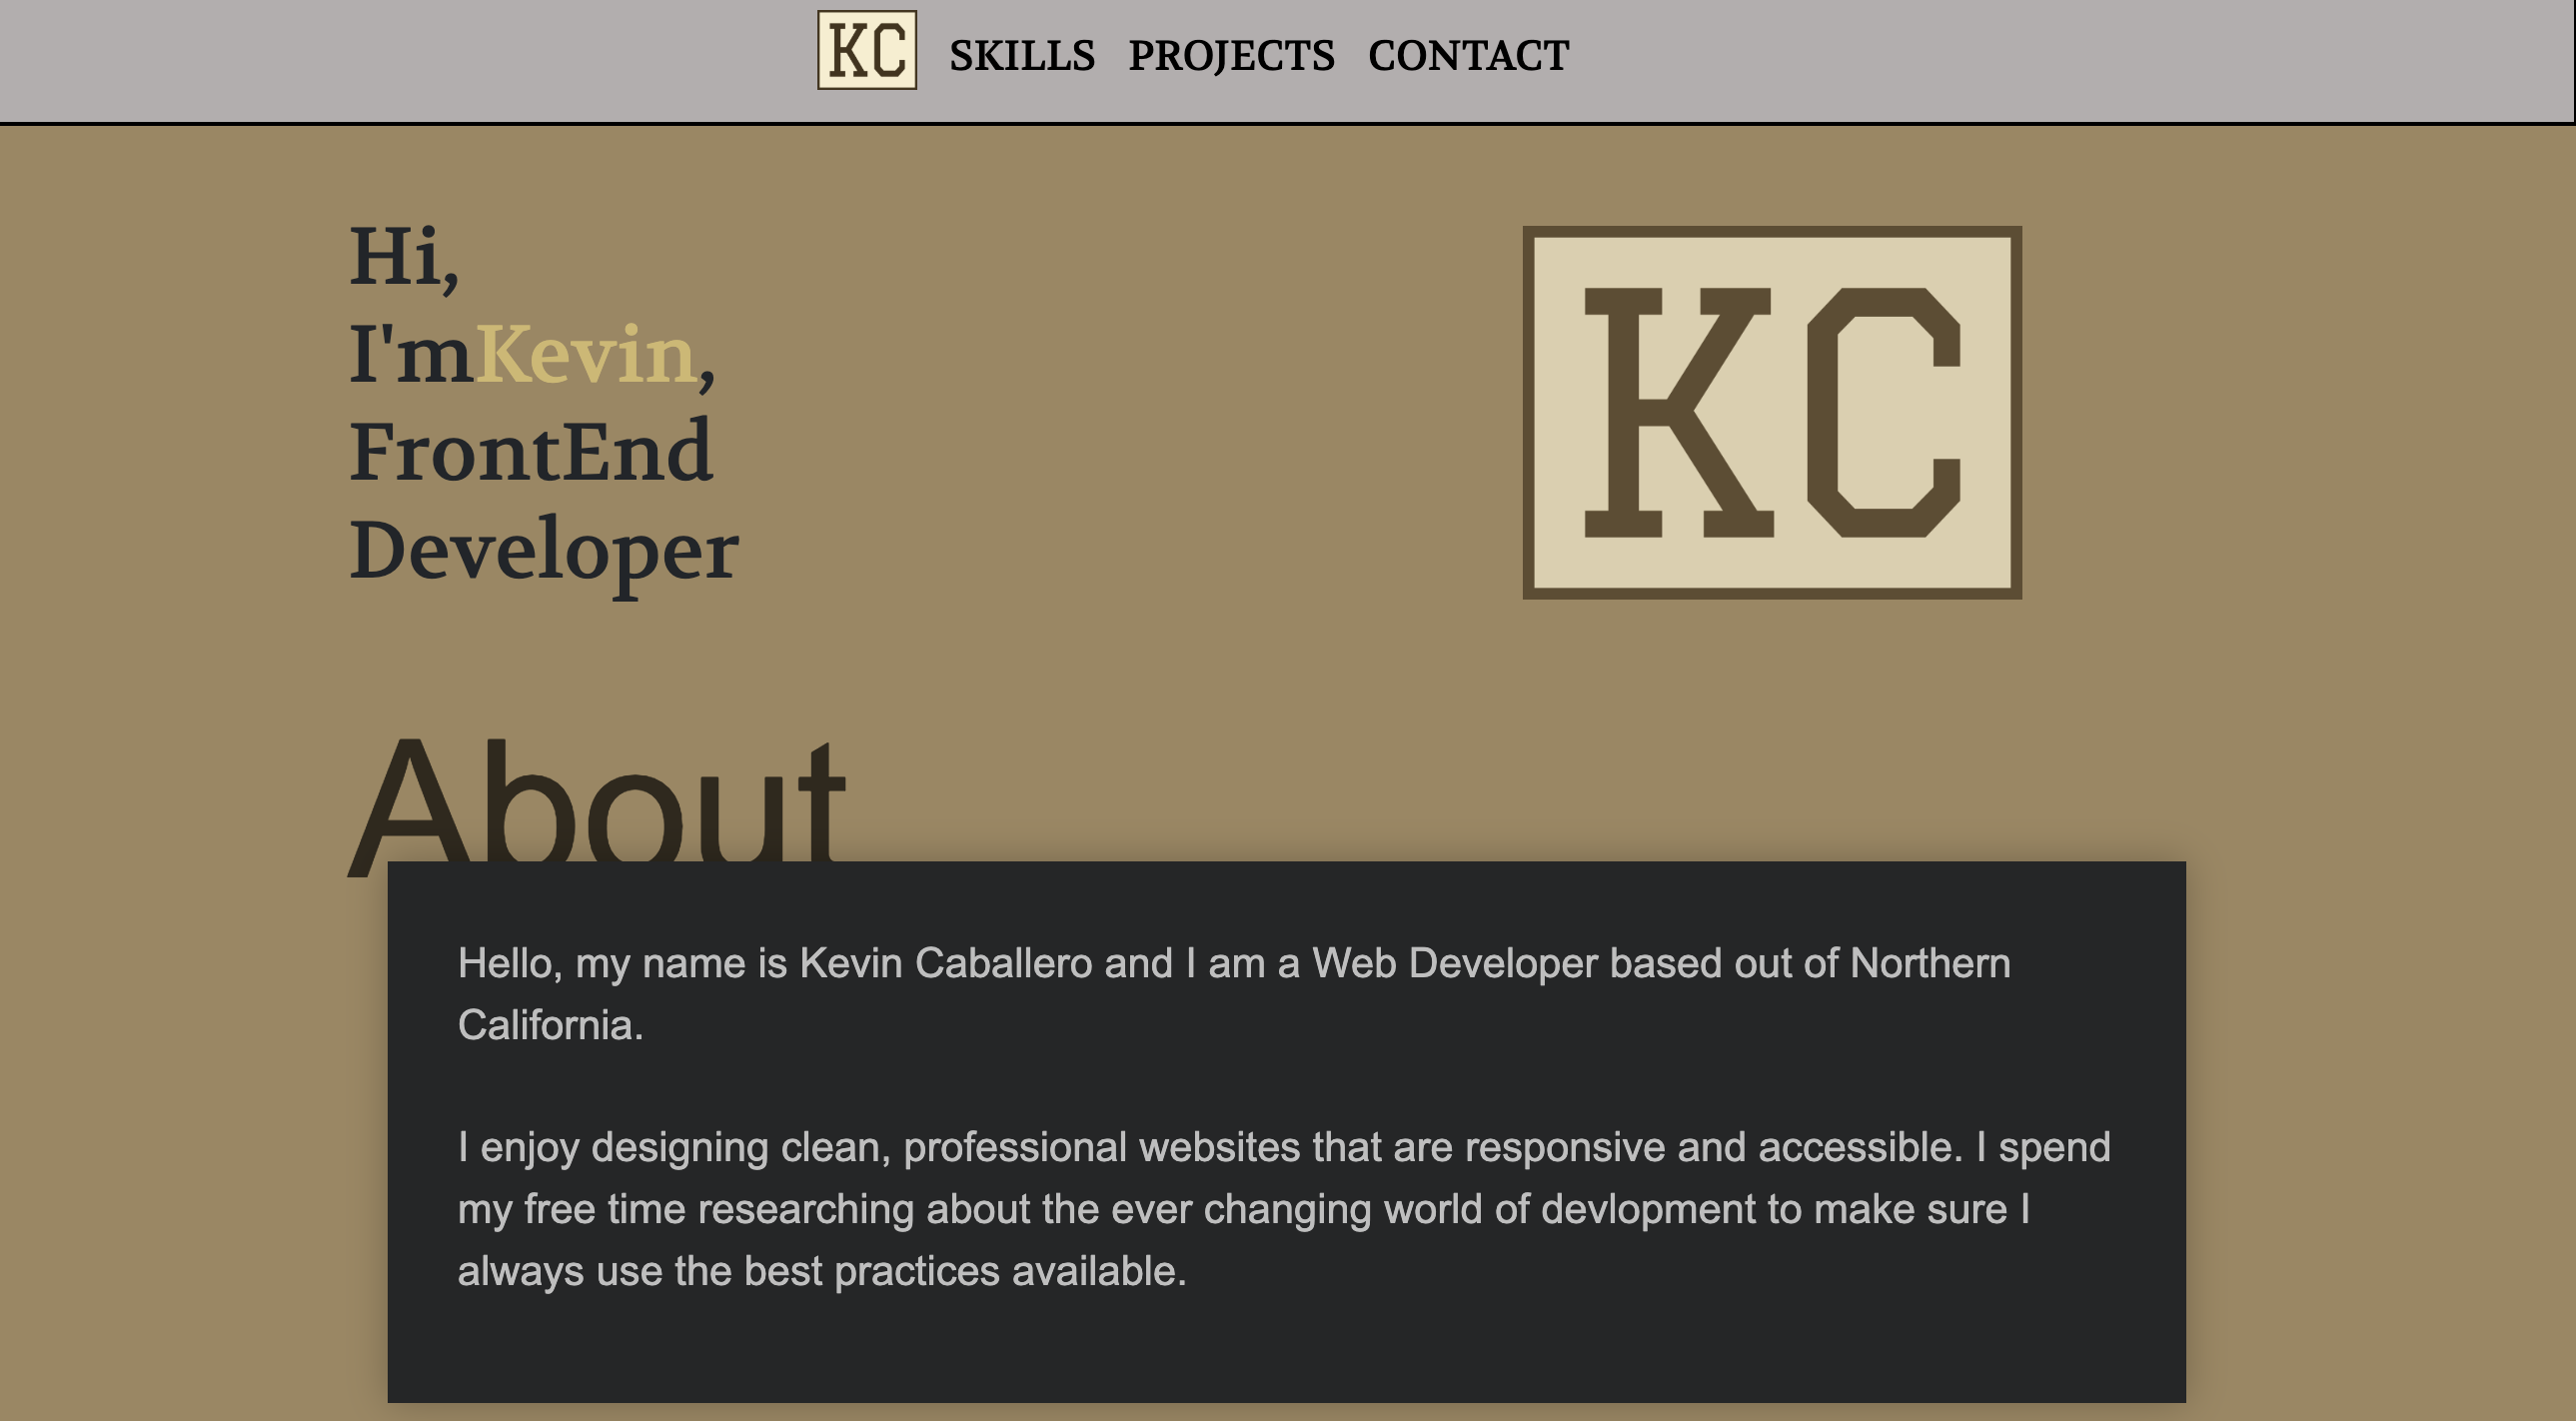 KC SKILLS PROJECTS CONTACT
Hi,
I'mKevin,
FrontEnd
Developer
KC
About
Hello, my name is Kevin Caballero and I am a Web Developer based out of Northern
California.
I enjoy designing clean, professional websites that are responsive and accessible. I spend
my free time researching about the ever changing world of devlopment to make sure I
always use the best practices available.